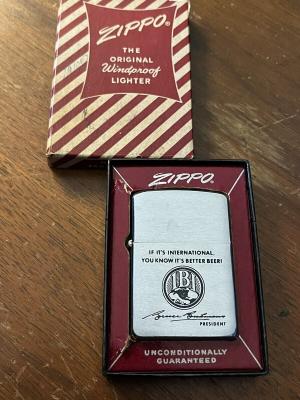 ZIPPO®
THE
ORIGINAL
Windproof
LIGHTER
ZIPPO
IF IT'S INTERNATIONAL,
YOU KNOW IT'S BETTER BEER!
IB
PRESIDENT
UNCONDITIONALLY
GUARANTEED